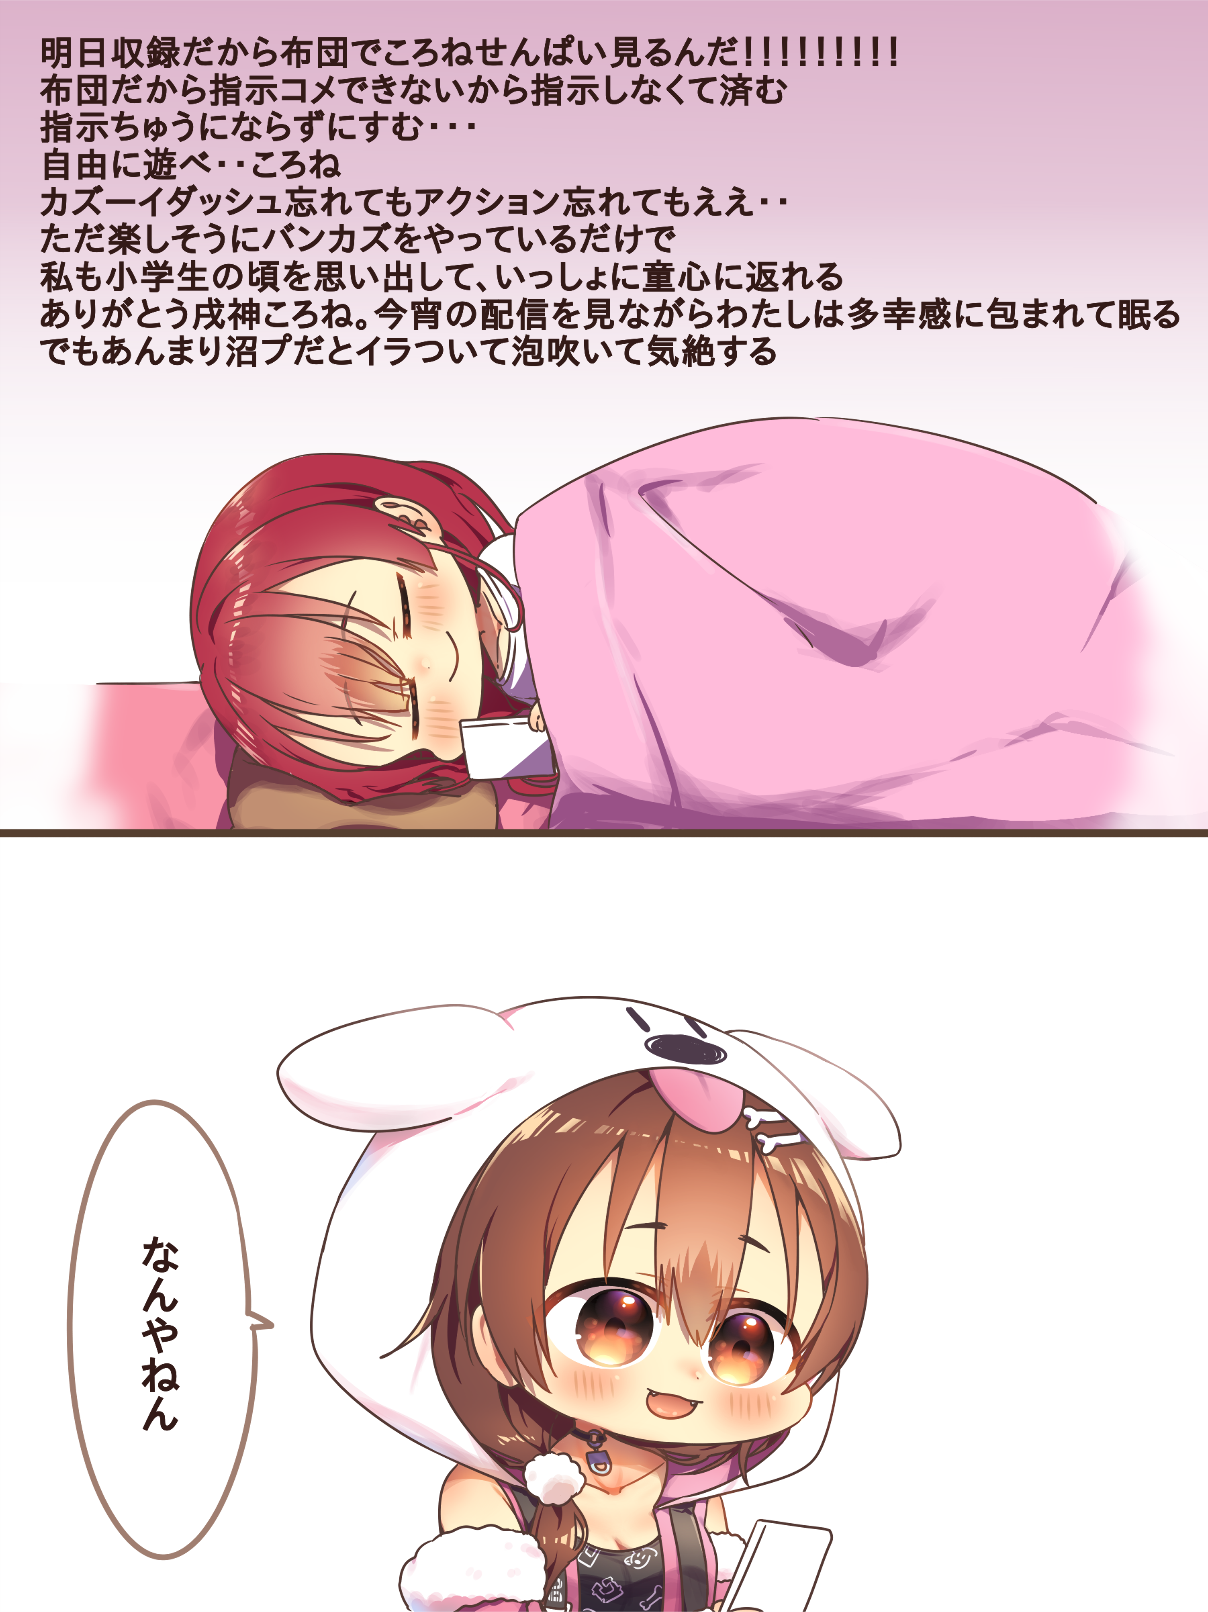 明日収録だから布団でころねせんぱい見るんだ!!!!!!!!!
布団だから指示コメできないから指示しなくて済む
指示ちゅうにならずにすむ・・・
自由に遊べ・・ころね
カズーイダッシュ忘れてもアクション忘れてもええ・・
ただ楽しそうにバンカズをやっているだけで
私も小学生の頃を思い出して、いっしょに童心に返れる
ありがとう戌神ころね。今宵の配信を見ながらわたしは多幸感に包まれて眠る
でもあんまり沼プだとイラついて泡吹いて気絶する
なんやねん